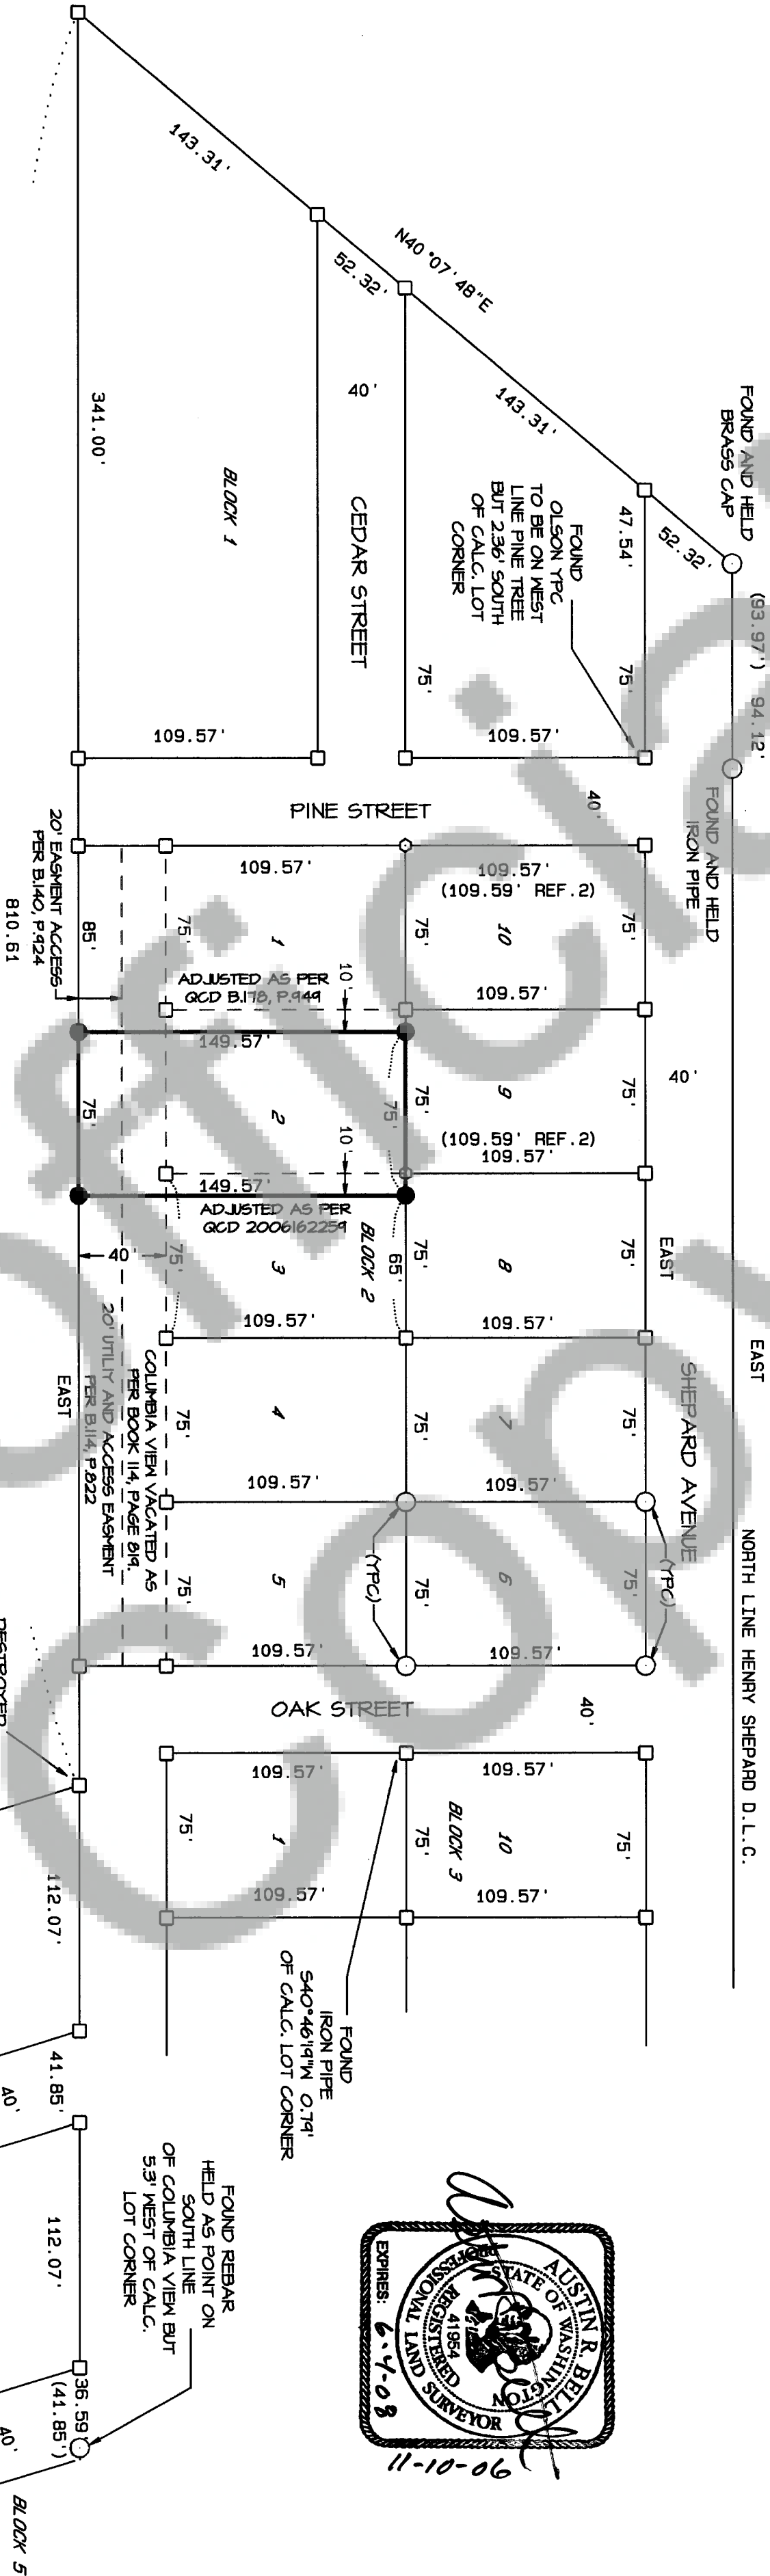 143.31'
52.32'
N40°07'48"E
143.31'
52.32'
47.54'
FOUND AND HELD
BRASS CAP
(93.97') 94.12'
FOUND AND HELD
IRON PIPE
341.00'
BLOCK 1
40'
CEDAR STREET
75'
75'
FOUND
OLSON YPC
TO BE ON WEST
LINE PINE TREE
BUT 2.36' SOUTH
OF CALC. LOT
CORNER
109.57'
109.57'
PINE STREET
40'
20' EASMENT ACCESS
PER B.140, P.924
810.61
85'
75'
109.57'
109.57'
(109.59' REF.2)
1
10
75'
75'
ADJUSTED AS PER
QCD B.178, P.949
10'
109.57'
149.57'
40'
75'
2
75'
75'
9
75'
(109.59' REF.2)
109.57'
10'
149.57'
ADJUSTED AS PER
QCD 2006162259
BLOCK 2
40'
75'
3
65'
75'
8
75'
EAST
EAST
109.57'
109.57'
COLUMBIA VIEW VACATED AS
PER BOOK 114, PAGE 819.
20' UTILIY AND ACCESS EASMENT
PER B.114, P.822
EAST
75'
4
75'
7
75'
SHEPARD AVENUE
109.57'
109.57'
(YPC)
(YPC)
75'
5
75'
6
75'
NORTH LINE HENRY SHEPARD D.L.C.
109.57'
109.57'
OAK STREET
40'
DESTROYED
109.57'
109.57'
75'
1
75'
BLOCK 3
10
75'
109.57'
109.57'
112.07'
FOUND
IRON PIPE
S40°46'19"W 0.79'
OF CALC. LOT CORNER
41.85'
40'
112.07'
FOUND REBAR
HELD AS POINT ON
SOUTH LINE
OF COLUMBIA VIEW BUT
5.3' WEST OF CALC.
LOT CORNER
36.59'
(41.85')
40'
BLOCK 5
AUSTIN R. BELL
STATE OF WASHINGTON
41954
REGISTERED
PROFESSIONAL LAND SURVEYOR
EXPIRES: 6-4-08
11-10-06